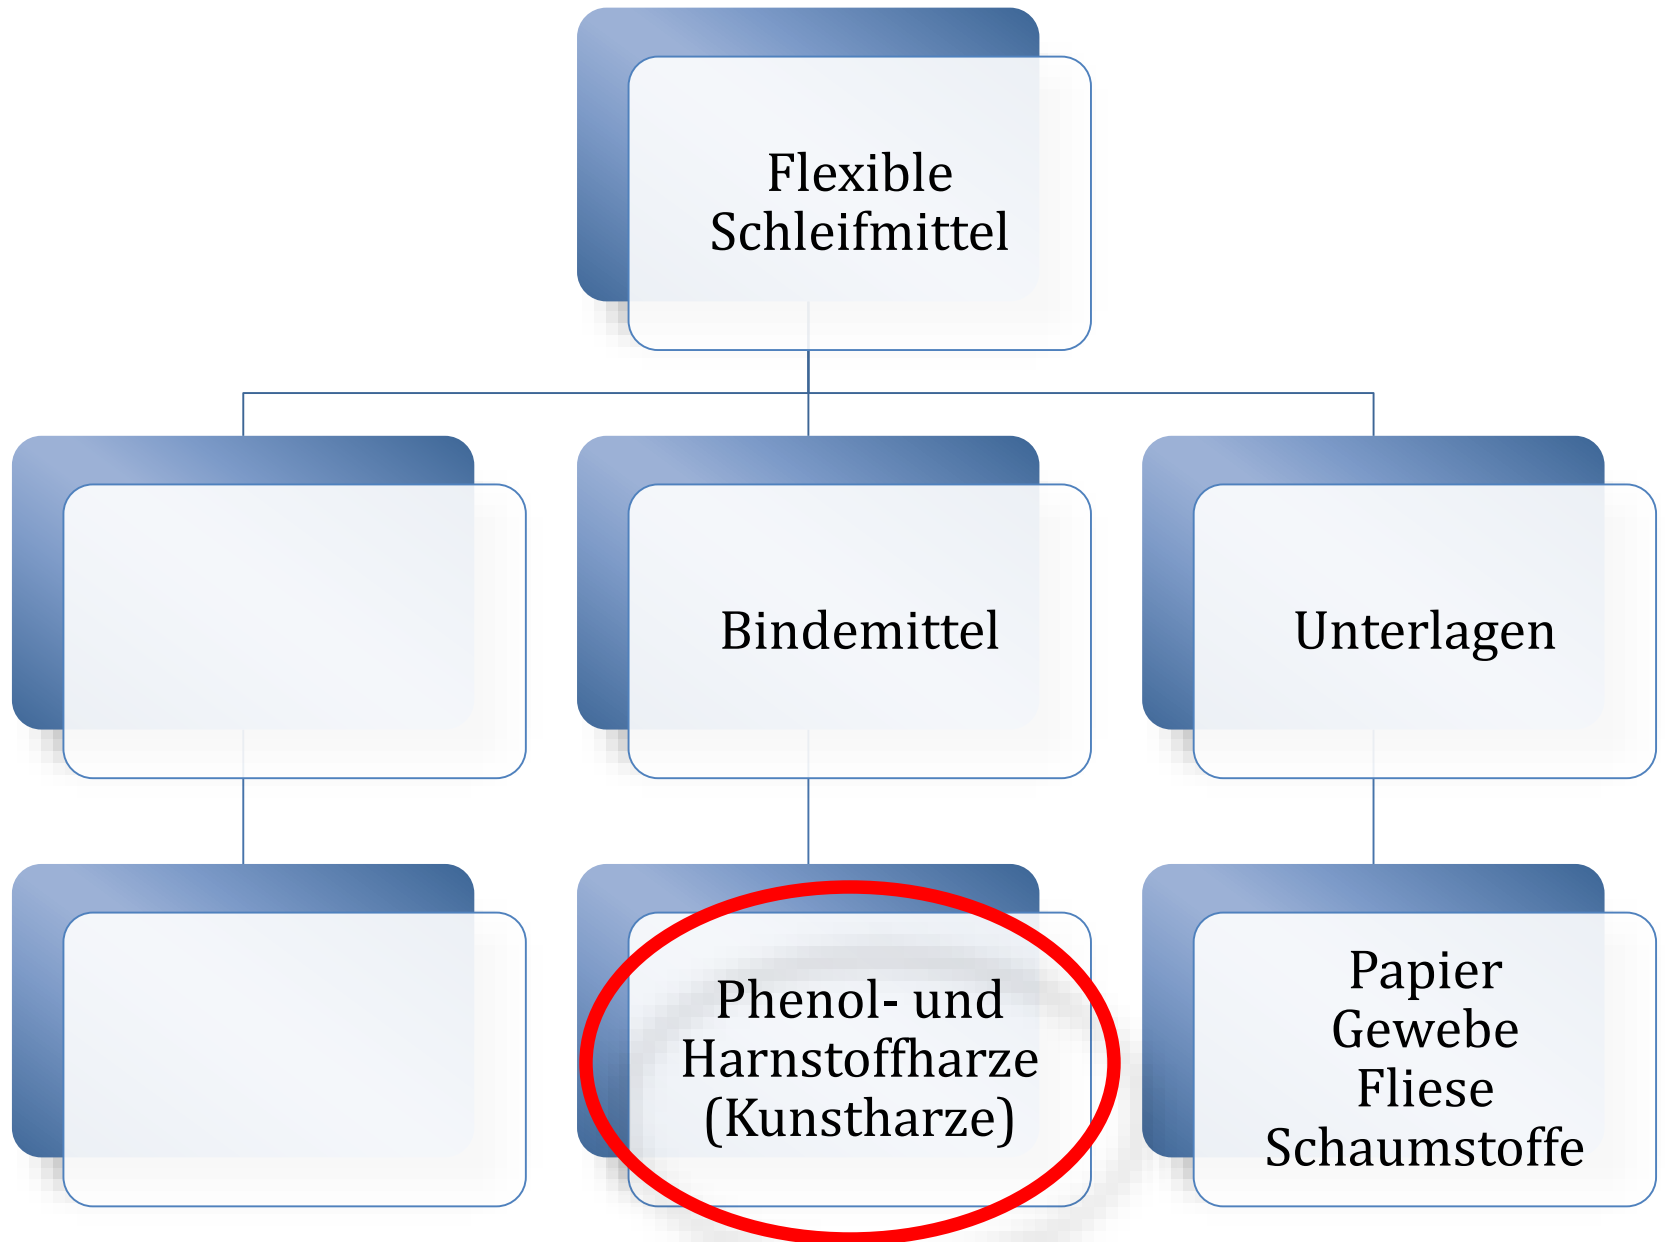 Flexible
Schleifmittel
Bindemittel
Unterlagen
Phenol- und
Harnstoffharze
(Kunstharze)
Papier
Gewebe
Fliese
Schaumstoffe